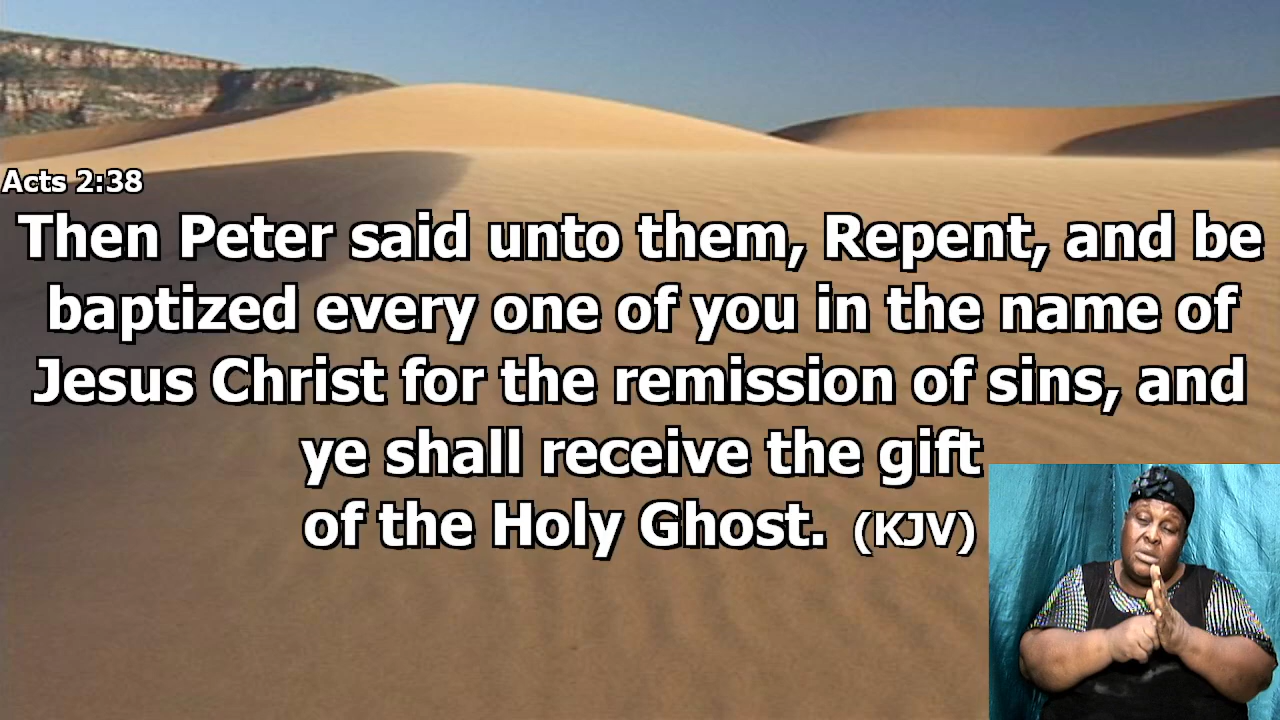 Acts 2:38
Then Peter said unto them, Repent, and be
baptized every one of you in the name of
Jesus Christ for the remission of sins, and
ye shall receive the gift
of the Holy Ghost. (KJV)